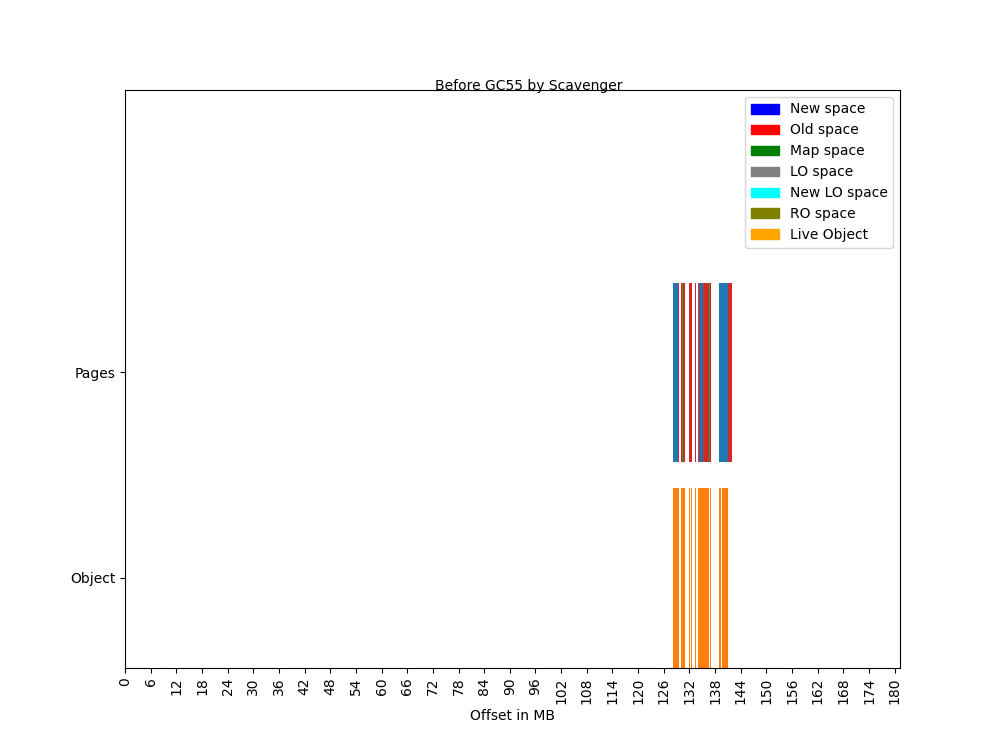 Before GC55 by Scavenger
New space
Old space
Map space
LO space
New LO space
RO space
Live Object
Pages
Object
0 6 12 18 24 30 36 42 48 54 60 66 72 78 84 90 96 102 108 114 120 126 132 138 144 150 156 162 168 174 180
Offset in MB